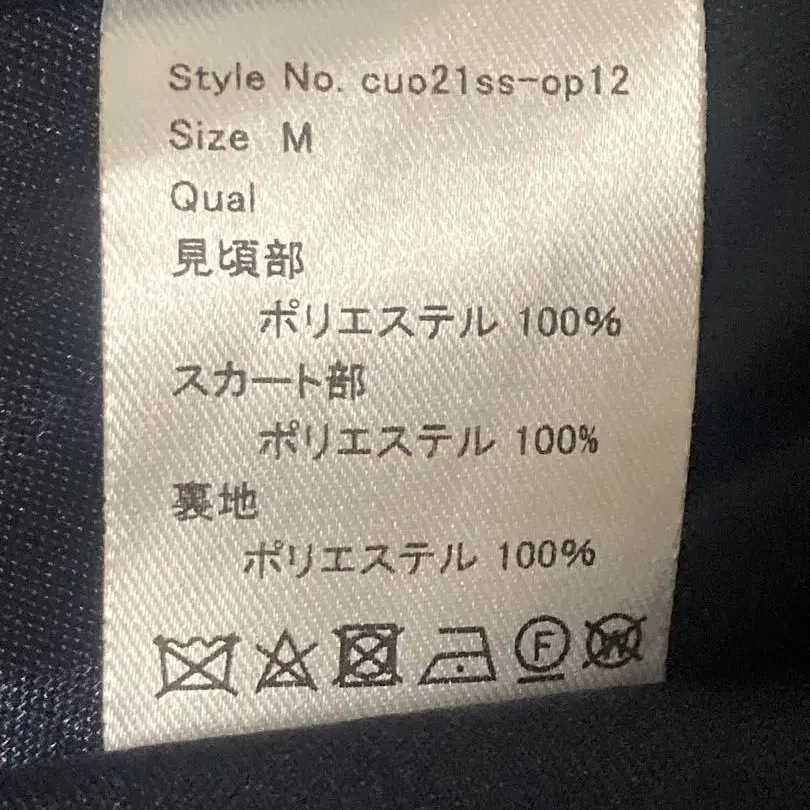 Style No. cuo21ss-op12
Size M
Qual
見頃部
ポリエステル 100%
スカート部
ポリエステル 100%
裏地
ポリエステル 100%
F
W